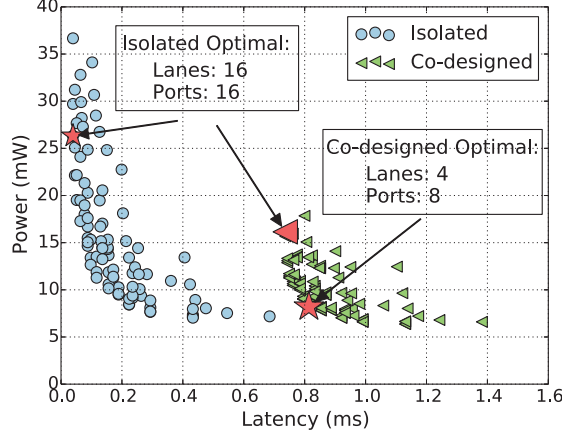 40
35
30
25
20
15
10
5
0
Power (mW)
Isolated Optimal:
Lanes: 16
Ports: 16
Isolated
Co-designed
Co-designed Optimal:
Lanes: 4
Ports: 8
0.0 0.2 0.4 0.6 0.8 1.0 1.2 1.4 1.6
Latency (ms)